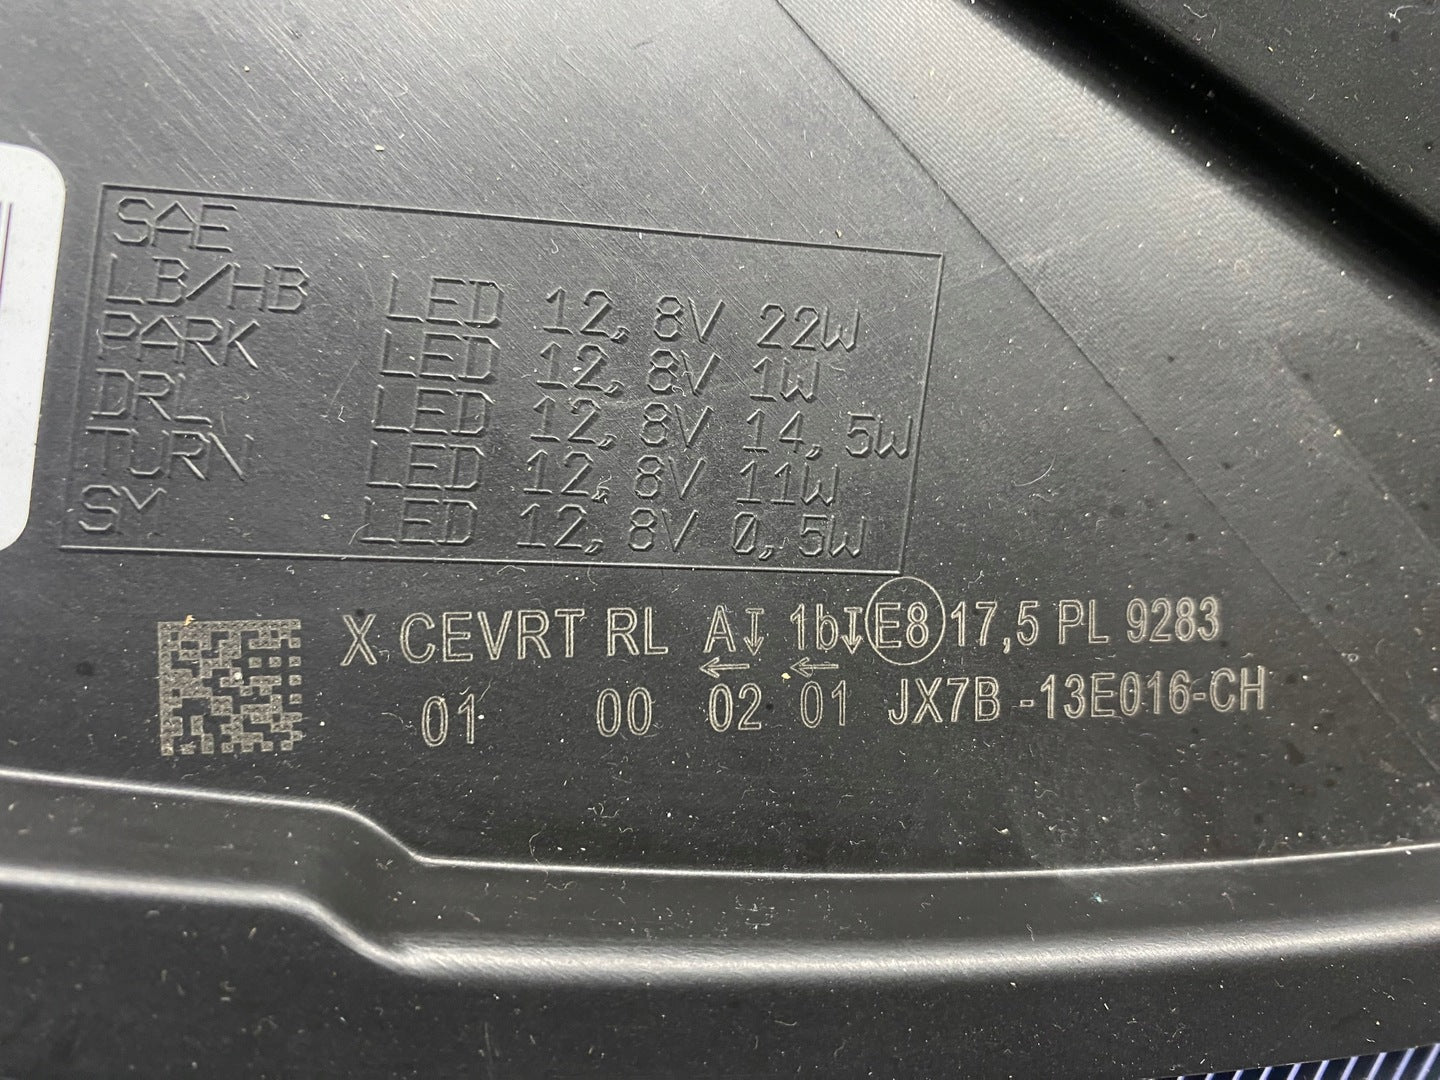 SAE
LB/HB LED 12,8V 22W
PARK LED 12,8V 1W
DRL LED 12,8V 14,5W
TURN LED 12,8V 11W
SM LED 12,8V 0,5W
X CEVRT RL A↧ 1b↧ E8 17,5 PL 9283
← ←
01 00 02 01 JX7B -13E016-CH